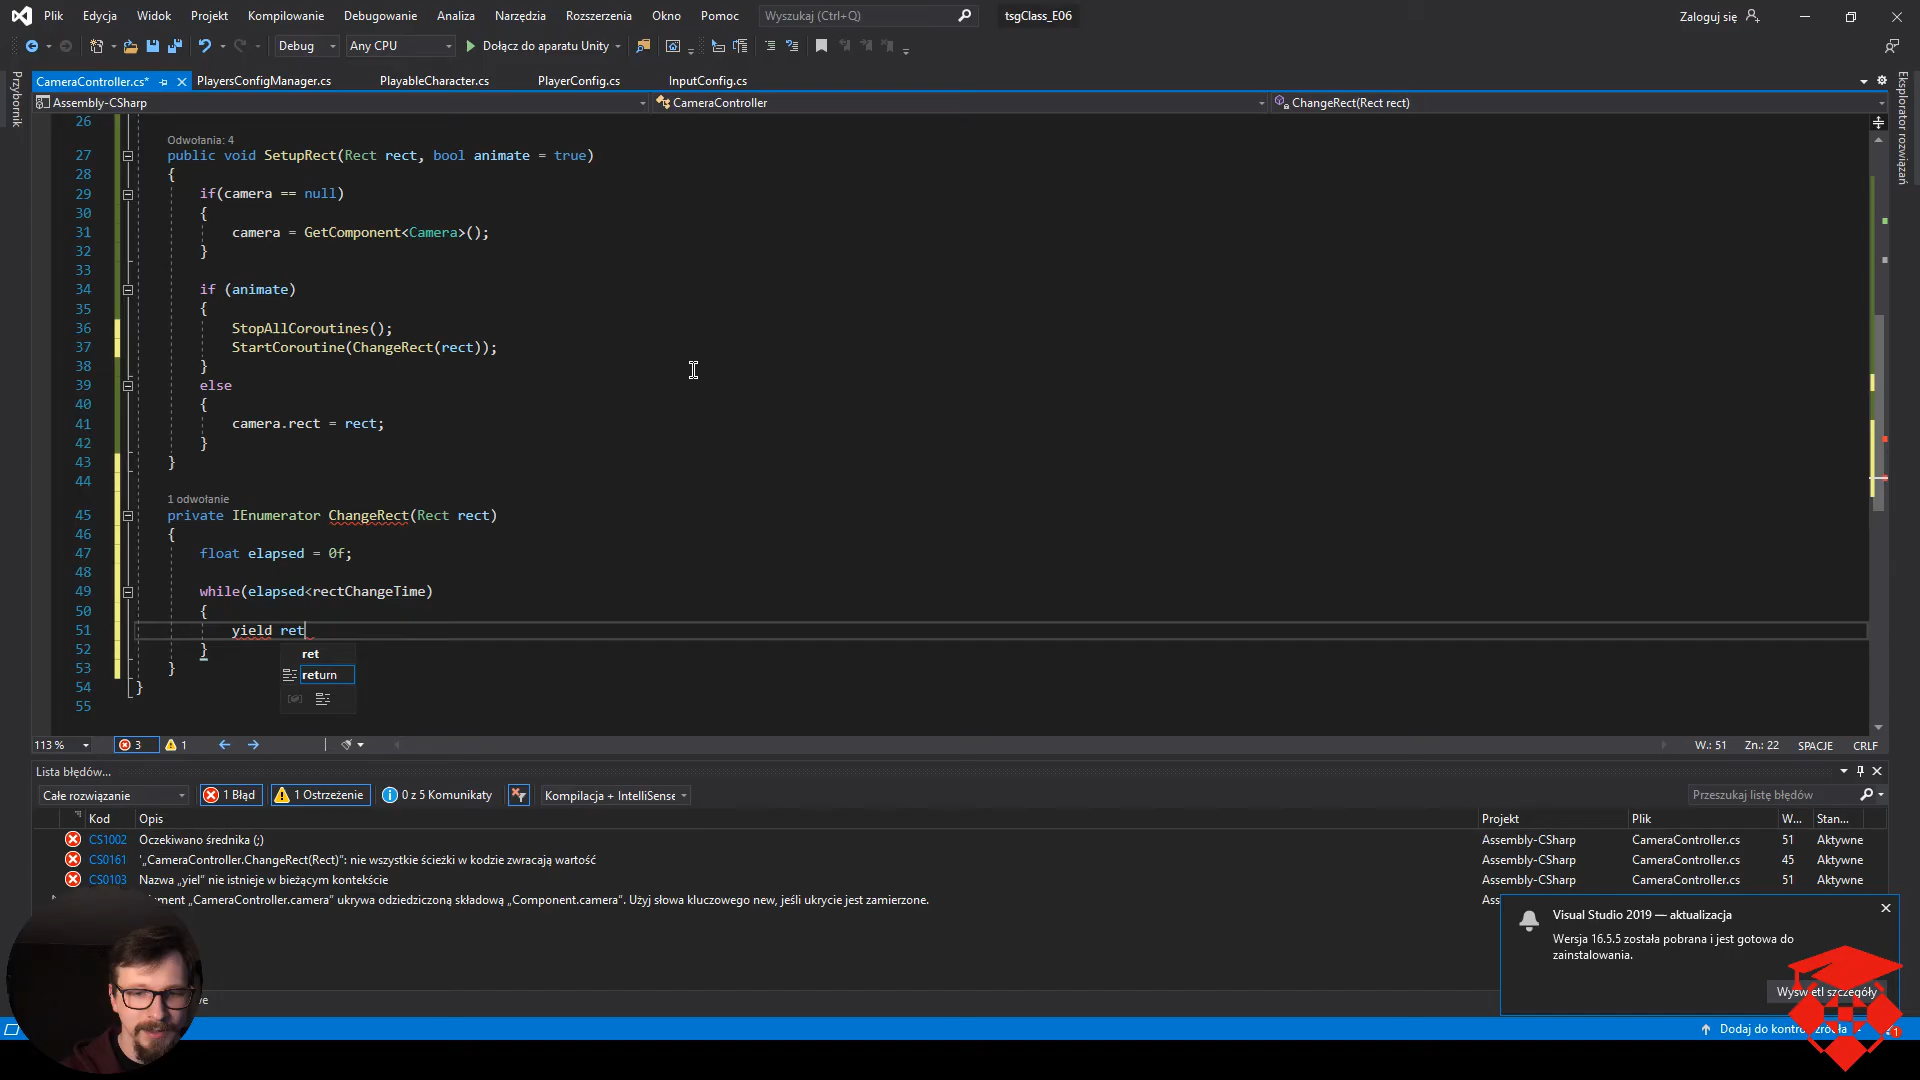 Plik Edycja Widok Projekt Kompilowanie Debugowanie Analiza Narzędzia Rozszerzenia Okno Pomoc Wyszukaj (Ctrl+Q) tsgClass_E06 Zaloguj się
Debug Any CPU Dołącz do aparatu Unity
CameraController.cs* PlayersConfigManager.cs PlayableCharacter.cs PlayerConfig.cs InputConfig.cs
Assembly-CSharp CameraController ChangeRect(Rect rect)
Przybornik
Eksplorator rozwiązań
26
Odwołania: 4
27 public void SetupRect(Rect rect, bool animate = true)
28 {
29 if(camera == null)
30 {
31 camera = GetComponent<Camera>();
32 }
33
34 if (animate)
35 {
36 StopAllCoroutines();
37 StartCoroutine(ChangeRect(rect));
38 }
39 else
40 {
41 camera.rect = rect;
42 }
43 }
44
1 odwołanie
45 private IEnumerator ChangeRect(Rect rect)
46 {
47 float elapsed = 0f;
48
49 while(elapsed<rectChangeTime)
50 {
51 yield ret
52 }
ret
53 }
return
54 }
55
113 % 3 1 W.: 51 Zn.: 22 SPACJE CRLF
Lista błędów...
Całe rozwiązanie 1 Błąd 1 Ostrzeżenie 0 z 5 Komunikaty Kompilacja + IntelliSense Przeszukaj listę błędów
Kod Opis Projekt Plik W... Stan...
CS1002 Oczekiwano średnika (;) Assembly-CSharp CameraController.cs 51 Aktywne
CS0161 '„CameraController.ChangeRect(Rect)”: nie wszystkie ścieżki w kodzie zwracają wartość Assembly-CSharp CameraController.cs 45 Aktywne
CS0103 Nazwa „yiel” nie istnieje w bieżącym kontekście Assembly-CSharp CameraController.cs 51 Aktywne
„CameraController.camera” ukrywa odziedziczoną składową „Component.camera”. Użyj słowa kluczowego new, jeśli ukrycie jest zamierzone.
Visual Studio 2019 — aktualizacja
Wersja 16.5.5 została pobrana i jest gotowa do
zainstalowania.
Wyświetl szczegóły
Dodaj do kontroli źródła 1